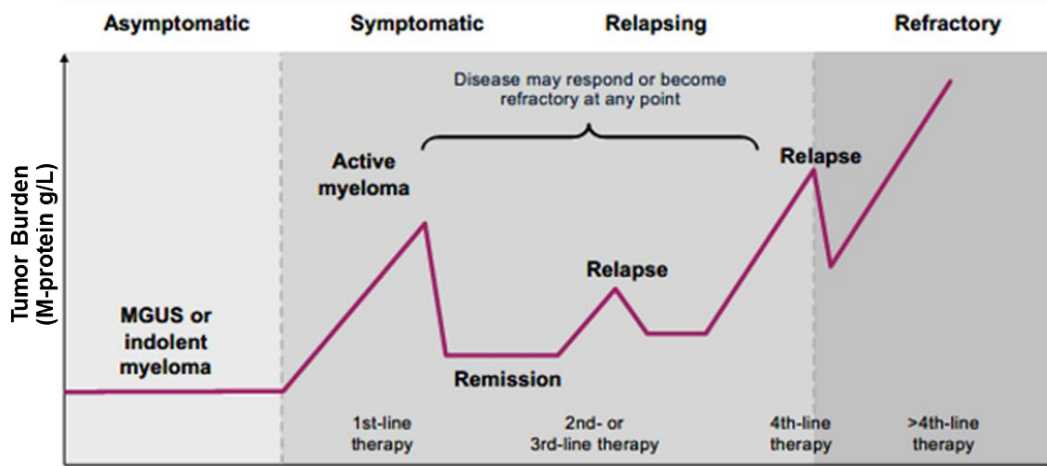 Asymptomatic
Symptomatic
Relapsing
Refractory
Disease may respond or become
refractory at any point
Active
myeloma
Relapse
Relapse
MGUS or
indolent
myeloma
Remission
1st-line
therapy
2nd- or
3rd-line therapy
4th-line
therapy
>4th-line
therapy
Tumor Burden
(M-protein g/L)